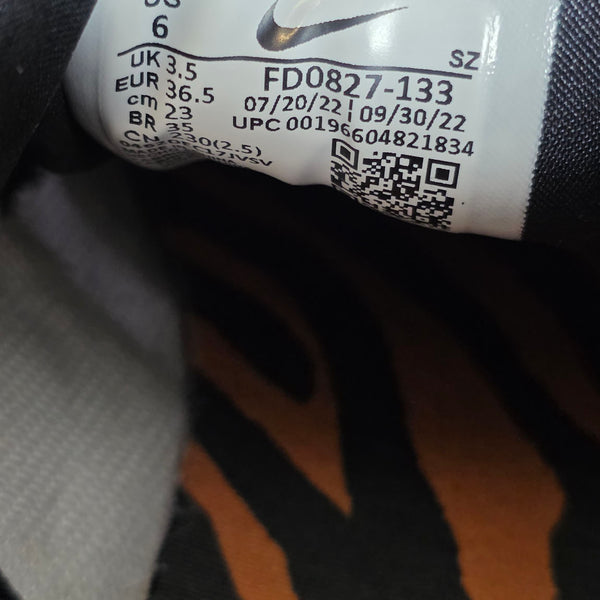 6
SZ
UK 3.5
EUR 36.5
cm 23
BR 35
FD0827-133
07/20/22 | 09/30/22
UPC 00196604821834